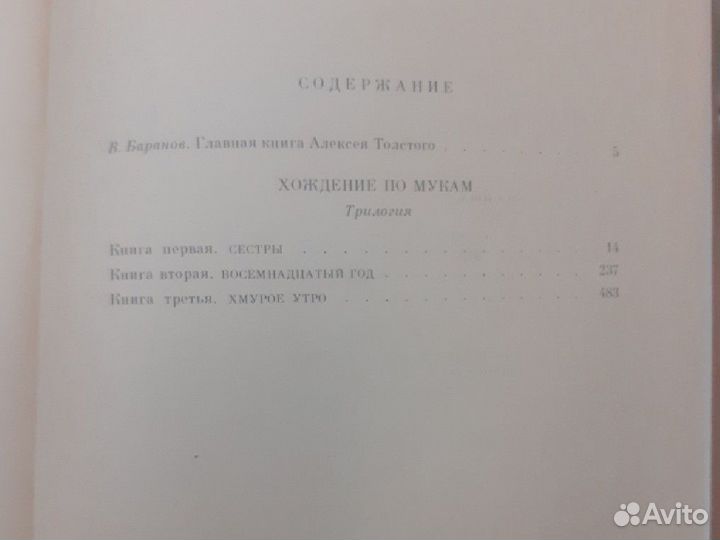 СОДЕРЖАНИЕ
В. Баранов. Главная книга Алексея Толстого . . . . . . . . 5
ХОЖДЕНИЕ ПО МУКАМ
Трилогия
Книга первая. СЕСТРЫ . . . . . . . . . . . . . . 14
Книга вторая. ВОСЕМНАДЦАТЫЙ ГОД . . . . . . . . . . 237
Книга третья. ХМУРОЕ УТРО . . . . . . . . . . . . 483
Avito